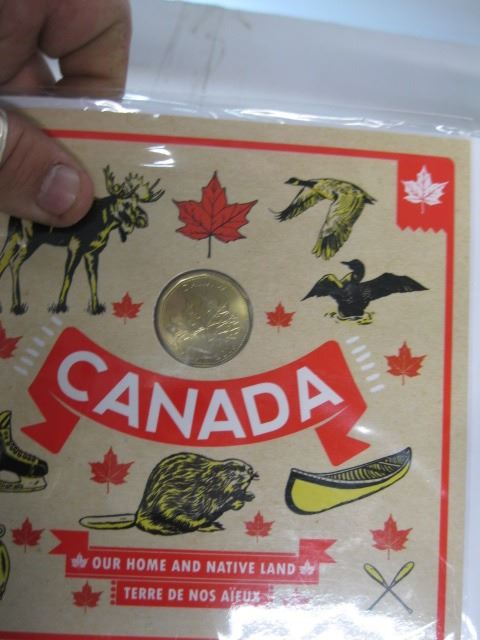 CANADA
OUR HOME AND NATIVE LAND
TERRE DE NOS AÏEUX